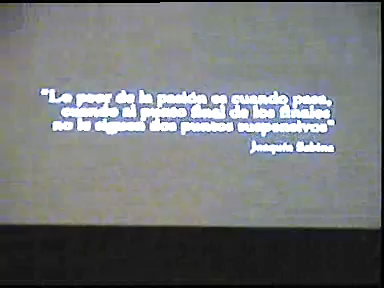 "Lo peor de la pasión es cuando pasa,
cuando al punto final de los finales
no le siguen dos puntos suspensivos"
Joaquín Sabina